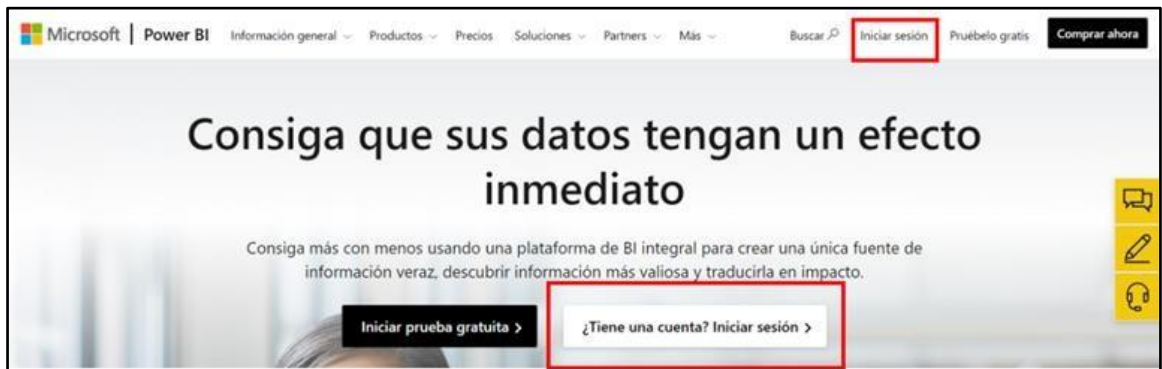 Microsoft | Power BI Información general Productos Precios Soluciones Partners Más Buscar Iniciar sesión Pruébelo gratis Comprar ahora
Consiga que sus datos tengan un efecto
inmediato
Consiga más con menos usando una plataforma de BI integral para crear una única fuente de
información veraz, descubrir información más valiosa y traducirla en impacto.
Iniciar prueba gratuita > ¿Tiene una cuenta? Iniciar sesión >